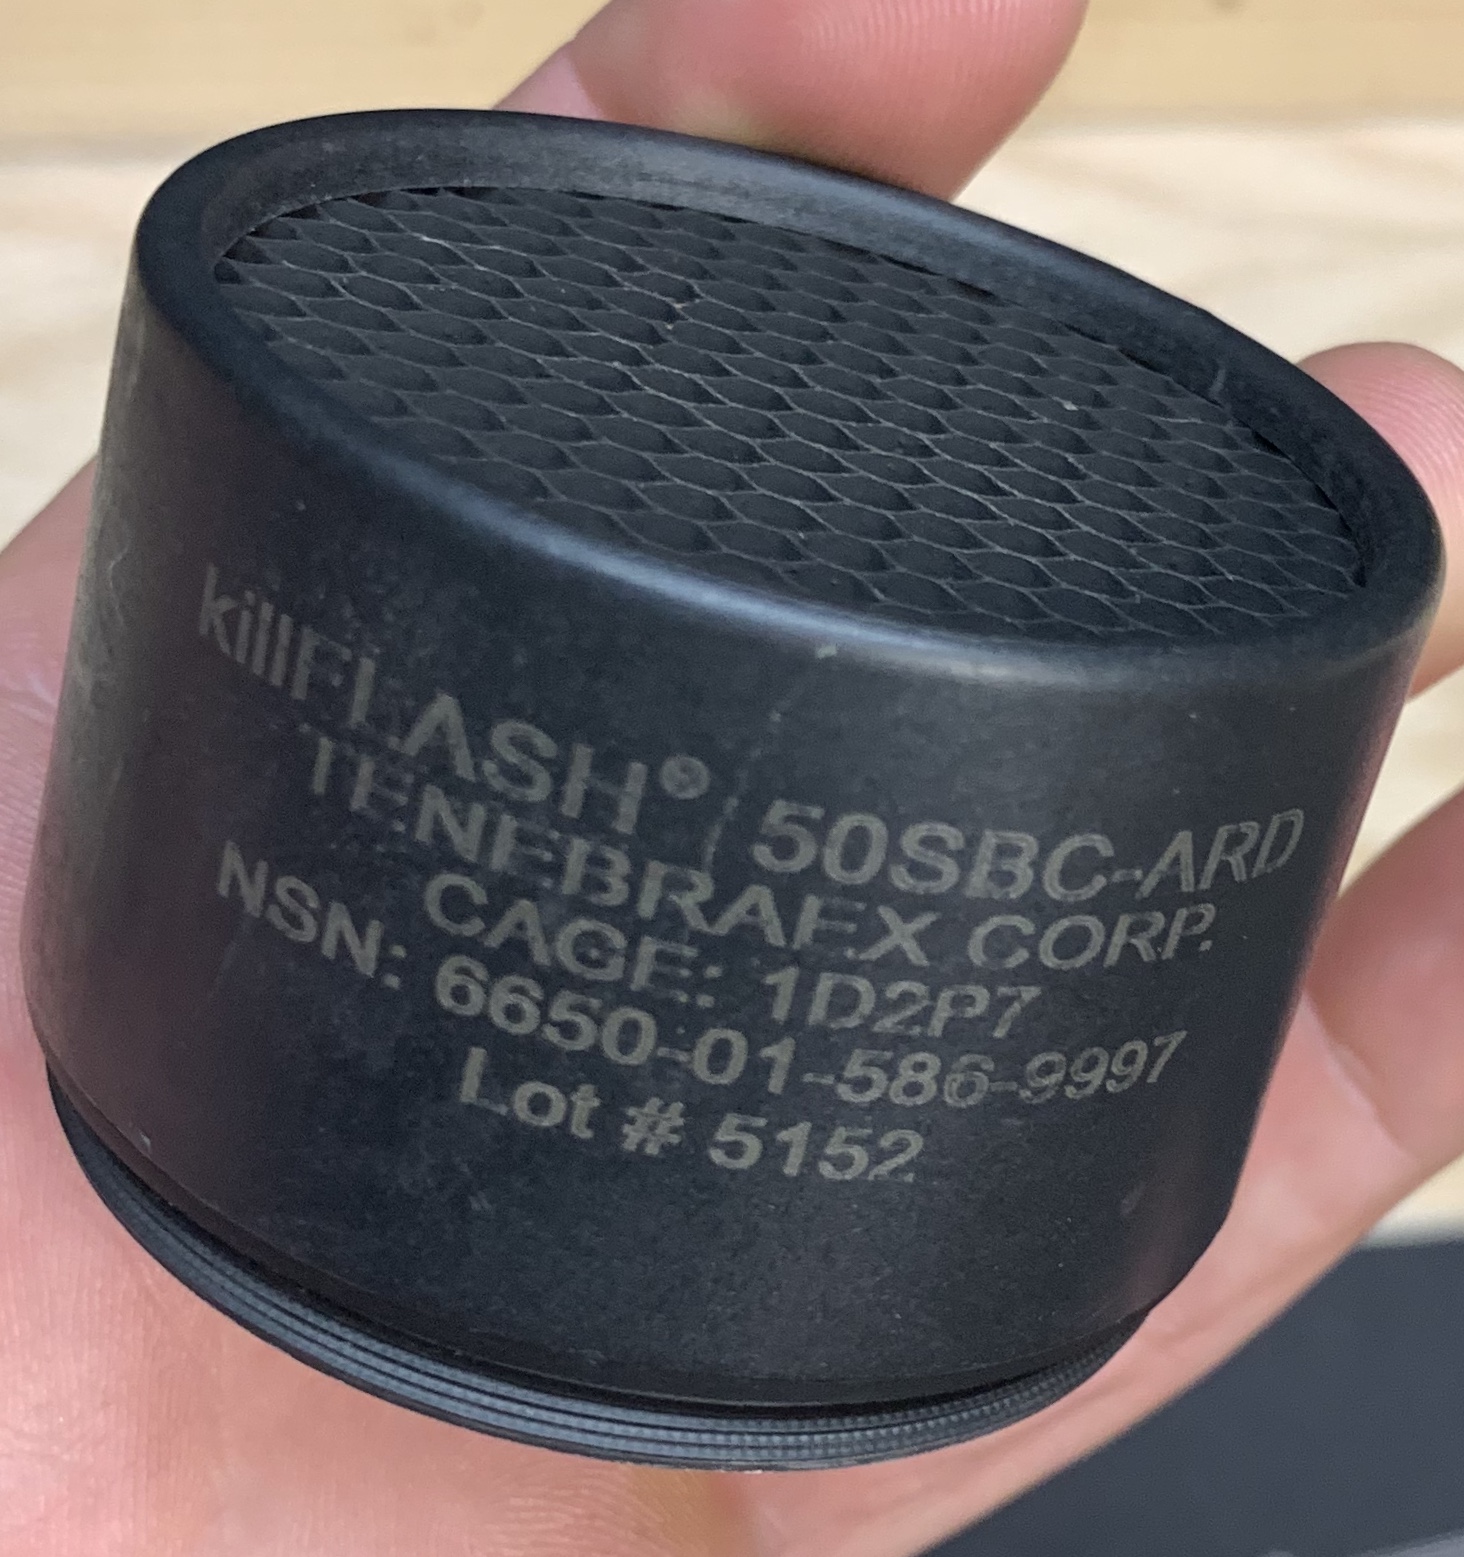 killFLASH® 50SBC-ARD
TENEBRAEX CORP.
CAGE: 1D2P7
NSN: 6650-01-586-9997
Lot # 5152